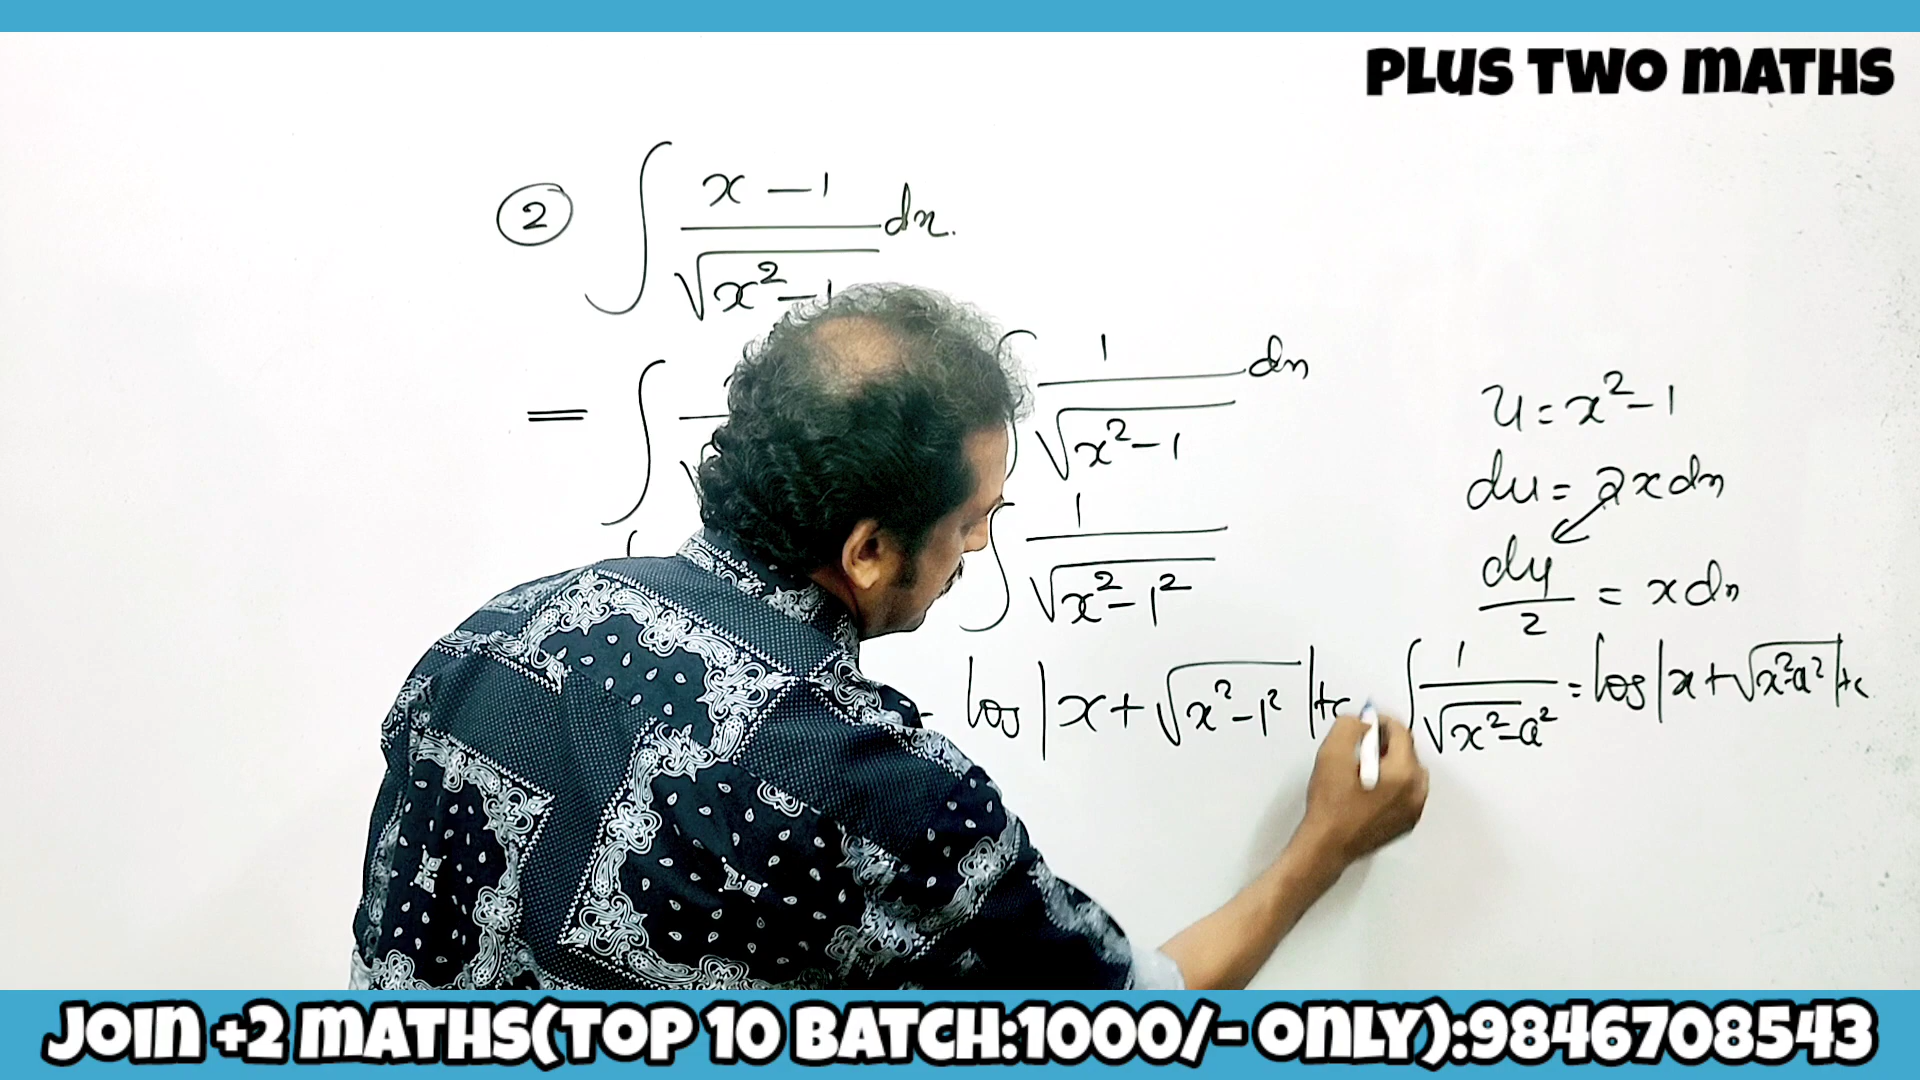 PLUS TWO MATHS
② ∫ x - 1 / √x² - 1 dx.
= ∫ ∫ 1 / √x² - 1 dx
∫ 1 / √x² - 1²
- log |x + √x² - 1²| + c
u = x² - 1
du = 2x dx
du / 2 = x dx
∫ 1 / √x² - a² = log |x + √x² - a²| + c
JOIN +2 MATHS(TOP 10 BATCH:1000/- ONLY):9846708543